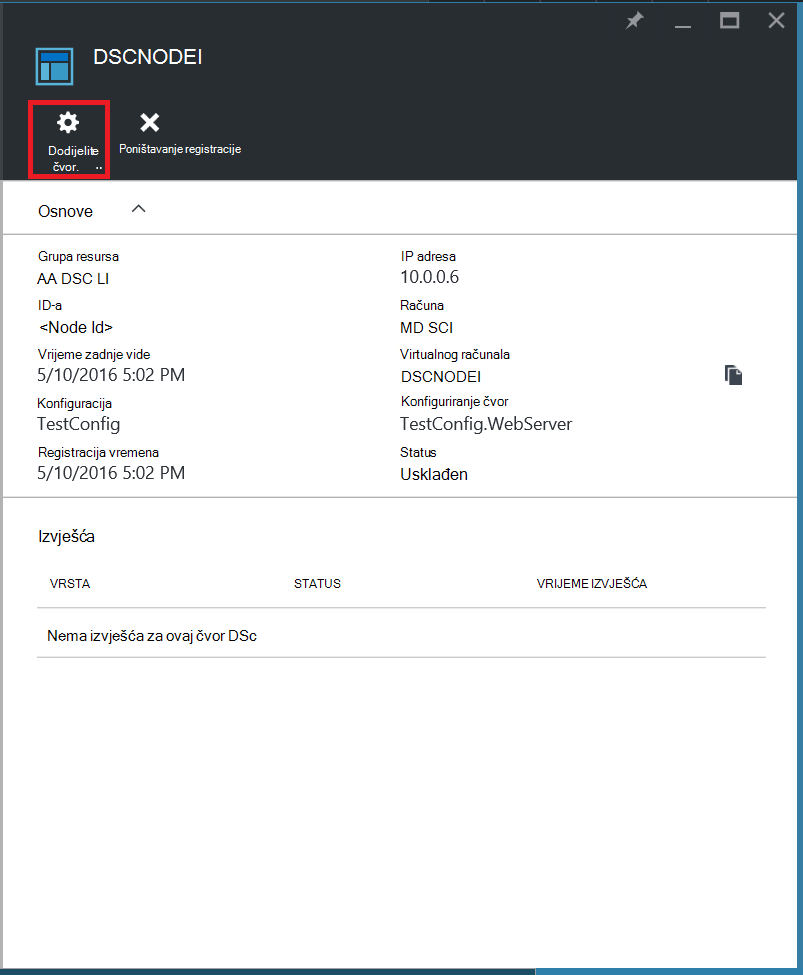 DSCNODEI
Dodijelite
čvor. ..
Poništavanje registracije
Osnove
Grupa resursa
AA DSC LI
IP adresa
10.0.0.6
ID-a
<Node Id>
Računa
MD SCI
Vrijeme zadnje vide
5/10/2016 5:02 PM
Virtualnog računala
DSCNODEI
Konfiguracija
TestConfig
Konfiguriranje čvor
TestConfig.WebServer
Registracija vremena
5/10/2016 5:02 PM
Status
Usklađen
Izvješća
VRSTA STATUS VRIJEME IZVJEŠĆA
Nema izvješća za ovaj čvor DSc